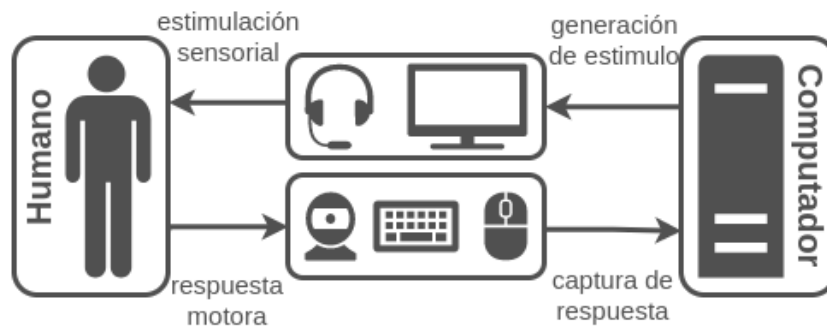 estimulación
sensorial
generación
de estimulo
Humano
Computador
respuesta
motora
captura de
respuesta